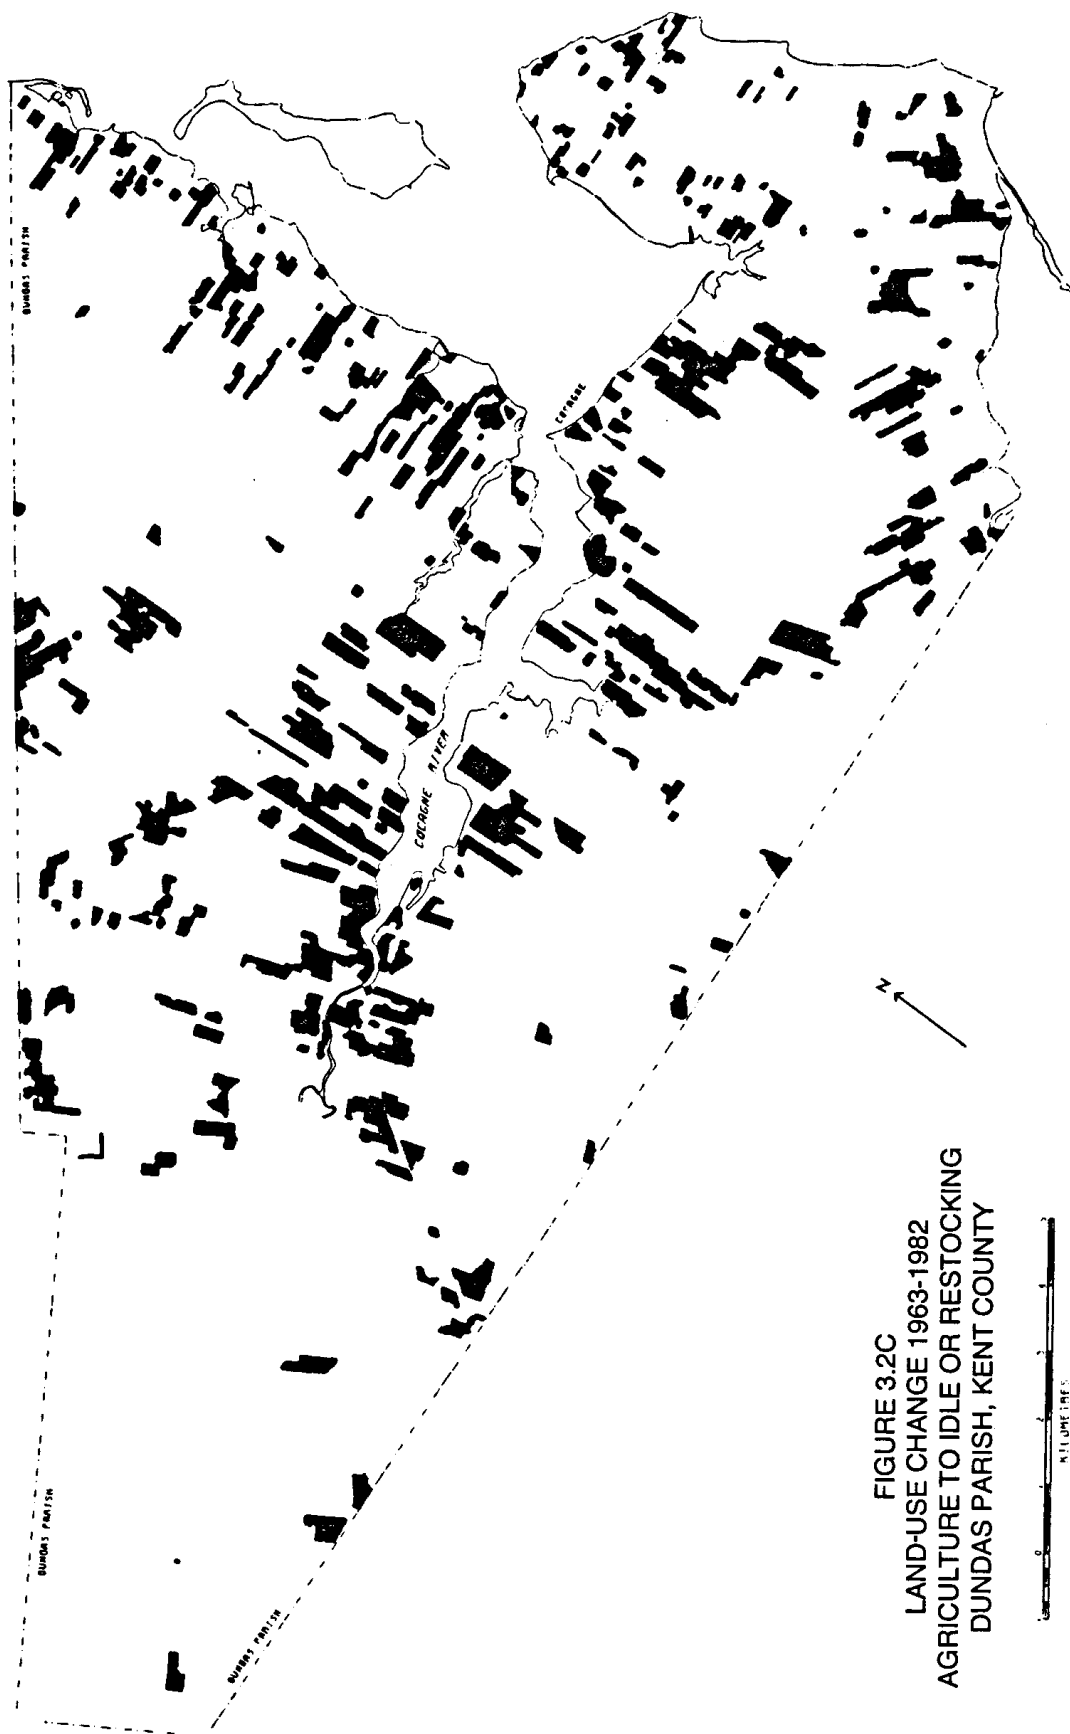 DUNDAS PARISH
COCAGNE
COCAGNE RIVER
DUNDAS PARISH
DUNDAS PARISH
N
FIGURE 3.2C
LAND-USE CHANGE 1963-1982
AGRICULTURE TO IDLE OR RESTOCKING
DUNDAS PARISH, KENT COUNTY
KILOMETRES